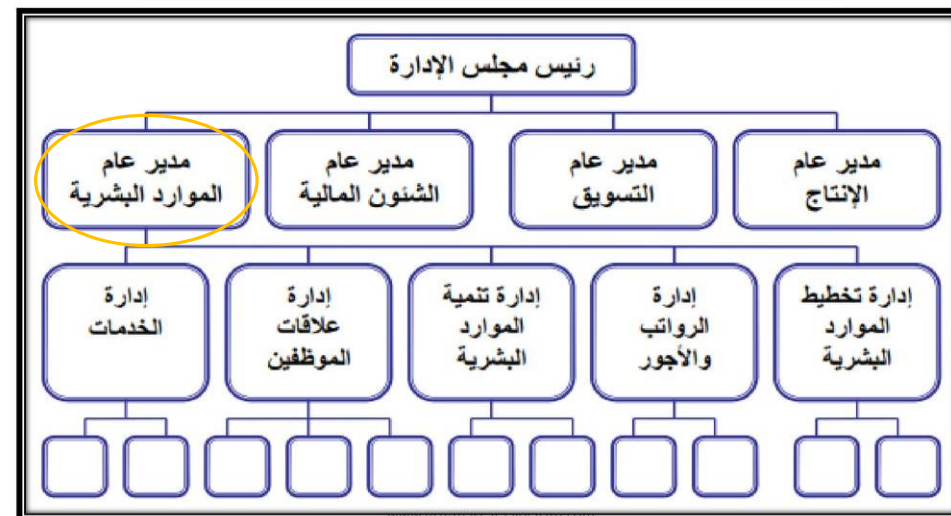 رئيس مجلس الإدارة
مدير عام
الإنتاج
مدير عام
التسويق
مدير عام
الشئون المالية
مدير عام
الموارد البشرية
إدارة تخطيط
الموارد
البشرية
إدارة
الرواتب
والأجور
إدارة تنمية
الموارد
البشرية
إدارة
علاقات
الموظفين
إدارة
الخدمات